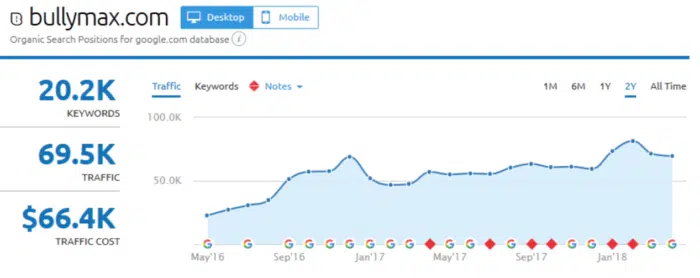 bullymax.com Desktop Mobile
Organic Search Positions for google.com database i
20.2K
KEYWORDS
69.5K
TRAFFIC
$66.4K
TRAFFIC COST
Traffic Keywords Notes 1M 6M 1Y 2Y All Time
100.0K
50.0K
G G G G G G G G G G G G G G G G
May'16 Sep'16 Jan'17 May'17 Sep'17 Jan'18